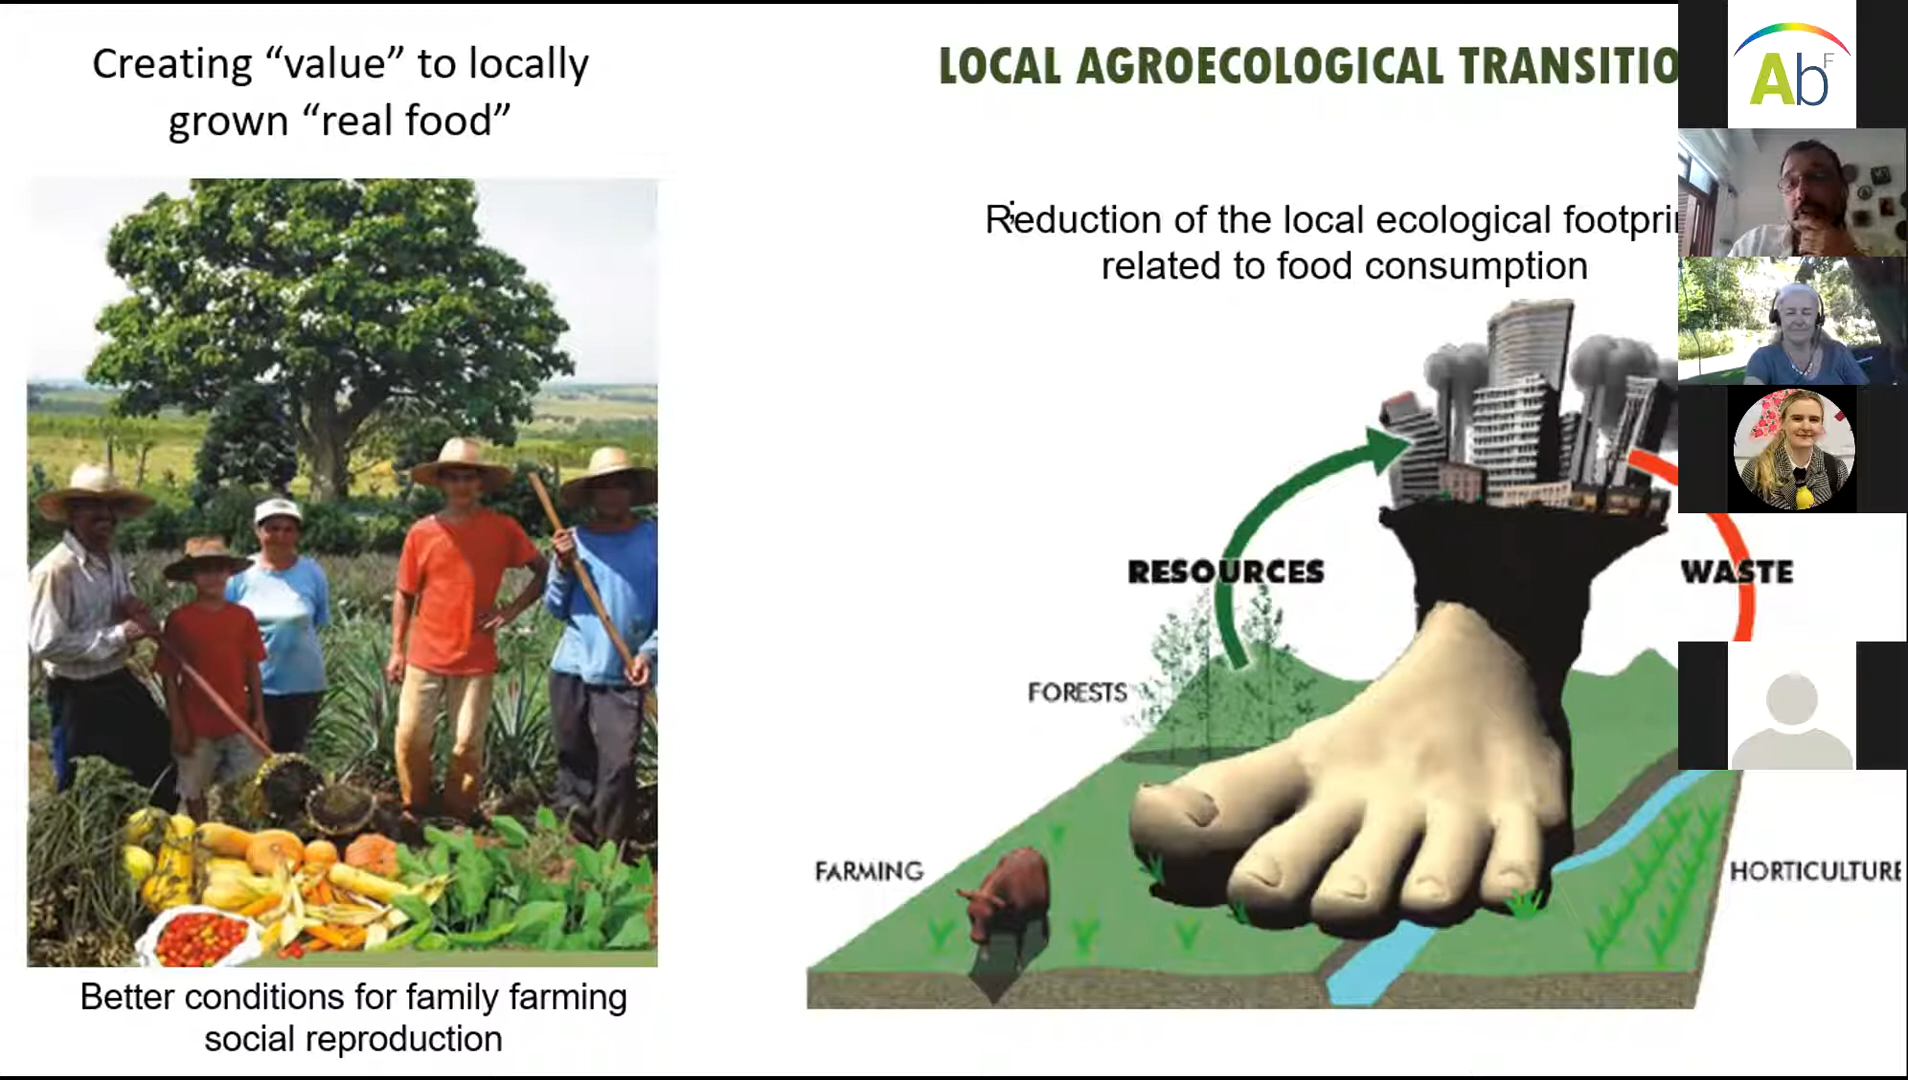 Creating “value” to locally
grown “real food”
Better conditions for family farming
social reproduction
LOCAL AGROECOLOGICAL TRANSITIO
Reduction of the local ecological footpri
related to food consumption
RESOURCES
WASTE
FORESTS
FARMING
HORTICULTURE
AbF